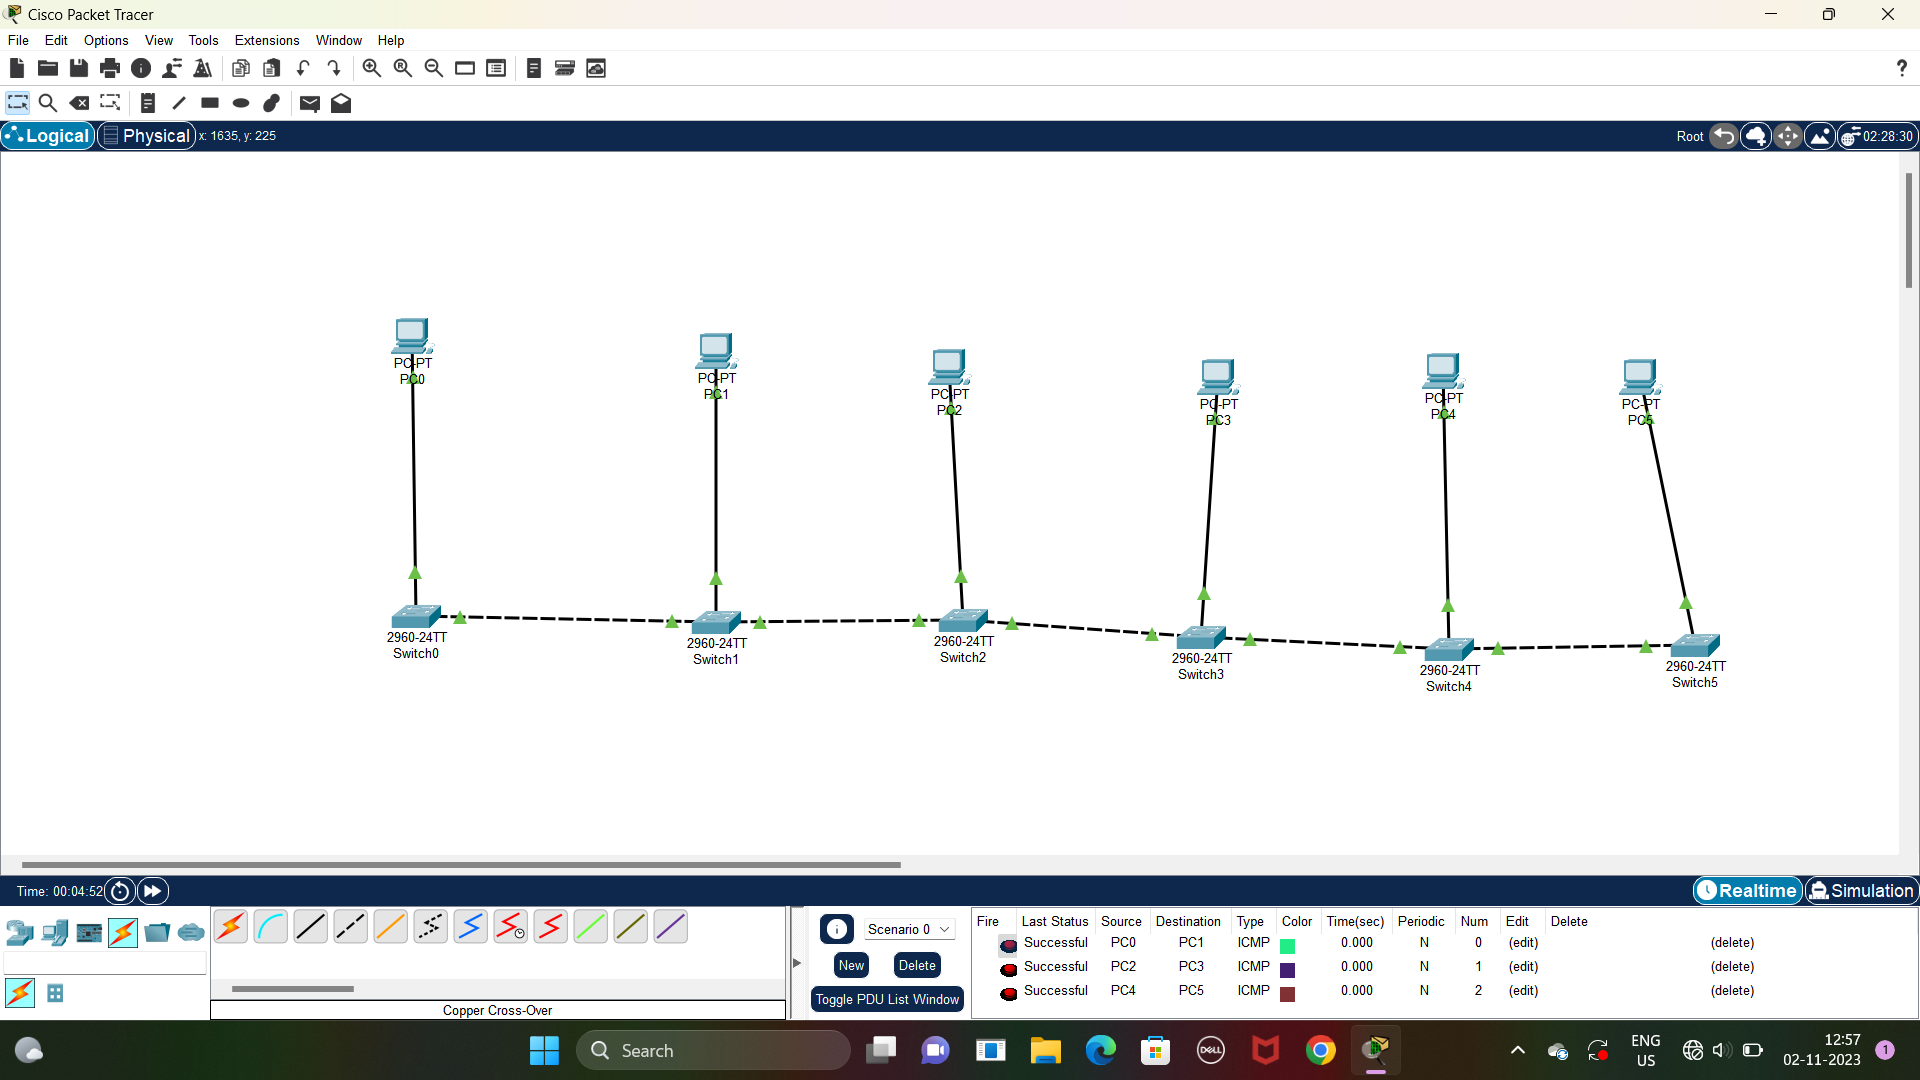 Cisco Packet Tracer
File Edit Options View Tools Extensions Window Help
?
Logical Physical x: 1635, y: 225 Root 02:28:30
PC-PT
PC0
PC-PT
PC1
PC-PT
PC2
PC-PT
PC3
PC-PT
PC4
PC-PT
PC5
2960-24TT
Switch0
2960-24TT
Switch1
2960-24TT
Switch2
2960-24TT
Switch3
2960-24TT
Switch4
2960-24TT
Switch5
Time: 00:04:52 Realtime Simulation
Scenario 0
New Delete
Toggle PDU List Window
Fire Last Status Source Destination Type Color Time(sec) Periodic Num Edit Delete
Successful PC0 PC1 ICMP 0.000 N 0 (edit) (delete)
Successful PC2 PC3 ICMP 0.000 N 1 (edit) (delete)
Successful PC4 PC5 ICMP 0.000 N 2 (edit) (delete)
Copper Cross-Over
Search
DELL
ENG
US
12:57
02-11-2023
1